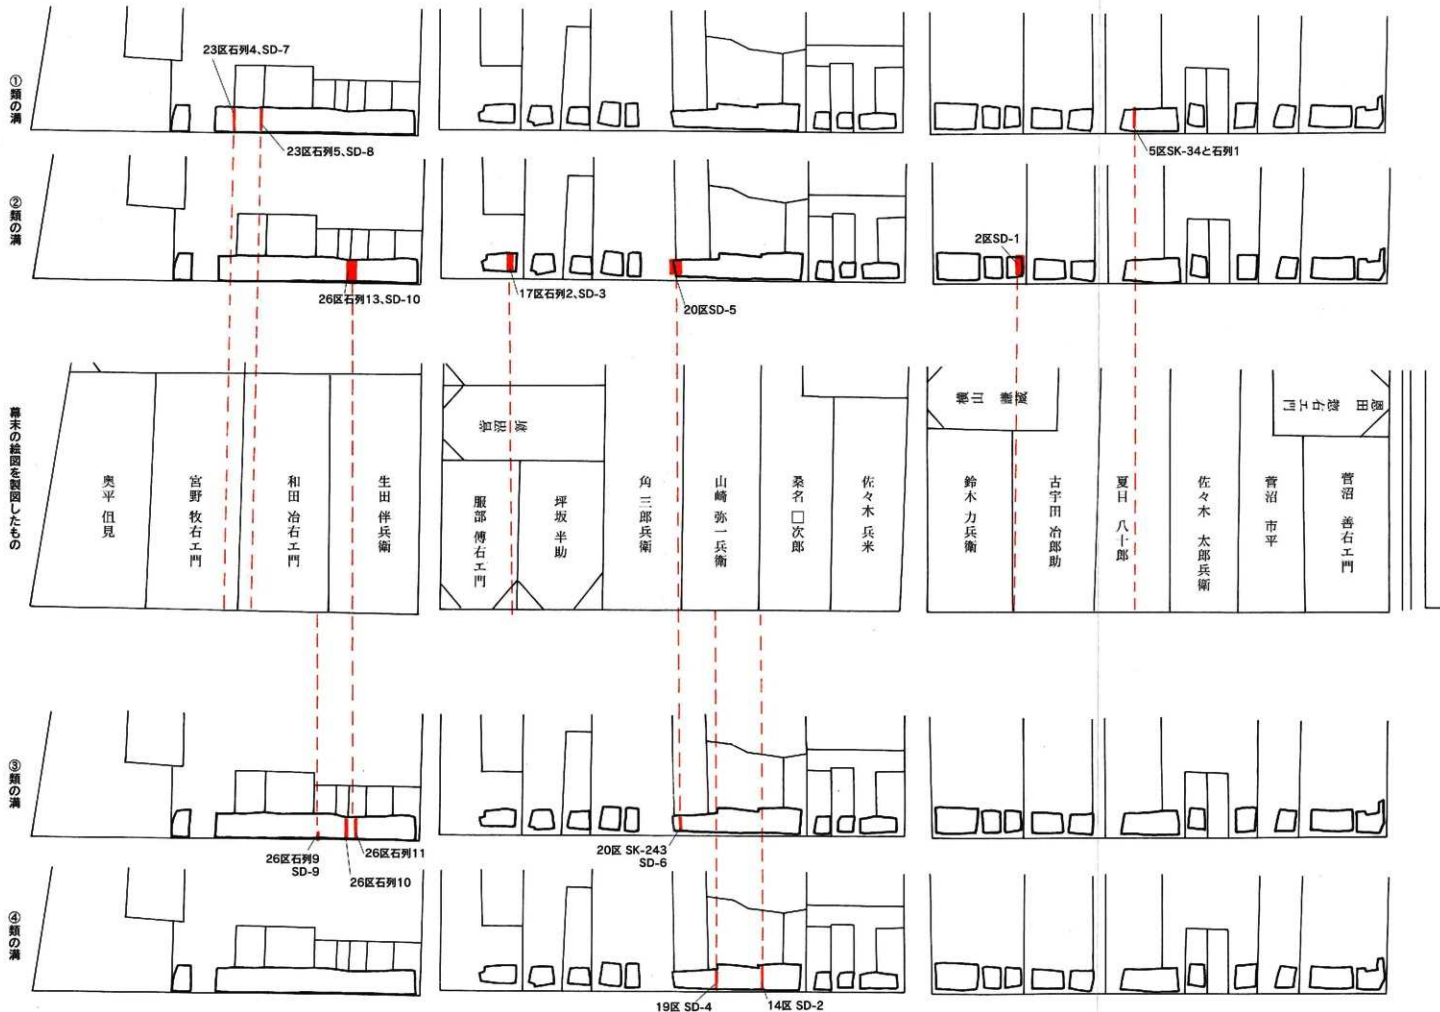 ①類の溝
23区石列4、SD-7
23区石列5、SD-8
5区SK-34と石列1
②類の溝
26区石列13、SD-10
17区石列2、SD-3
20区SD-5
2区SD-1
幕末の絵図を製図したもの
奥平 但見
宮野 牧右エ門
和田 冶右エ門
生田 伴兵衛
菅沼
服部 傳右エ門
坪坂 半助
角 三郎兵衛
山崎 弥一兵衛
桑名 □次郎
佐々木 兵米
横山
鈴木 力兵衛
古宇田 冶郎助
夏目 八十郎
佐々木 太郎兵衛
菅沼 市平
恩田 惣右エ門
菅沼 善右エ門
③類の溝
26区石列9
SD-9
26区石列10
26区石列11
20区 SK-243
SD-6
④類の溝
19区 SD-4
14区 SD-2